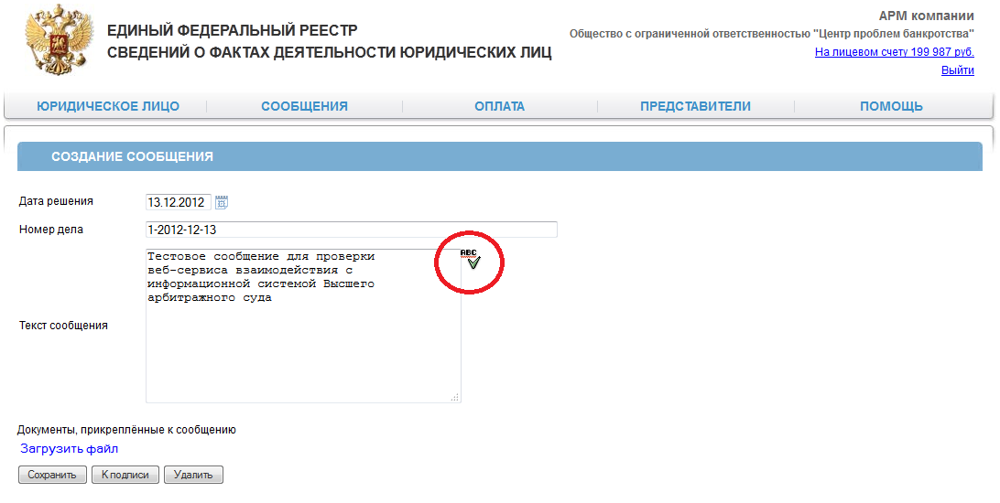 ЕДИНЫЙ ФЕДЕРАЛЬНЫЙ РЕЕСТР
СВЕДЕНИЙ О ФАКТАХ ДЕЯТЕЛЬНОСТИ ЮРИДИЧЕСКИХ ЛИЦ
АРМ компании
Общество с ограниченной ответственностью "Центр проблем банкротства"
На лицевом счету 199 987 руб.
Выйти
ЮРИДИЧЕСКОЕ ЛИЦО СООБЩЕНИЯ ОПЛАТА ПРЕДСТАВИТЕЛИ ПОМОЩЬ
СОЗДАНИЕ СООБЩЕНИЯ
Дата решения 13.12.2012
Номер дела 1-2012-12-13
Тестовое сообщение для проверки
веб-сервиса взаимодействия с
информационной системой Высшего
арбитражного суда
ABC
Текст сообщения
Документы, прикреплённые к сообщению
Загрузить файл
Сохранить К подписи Удалить